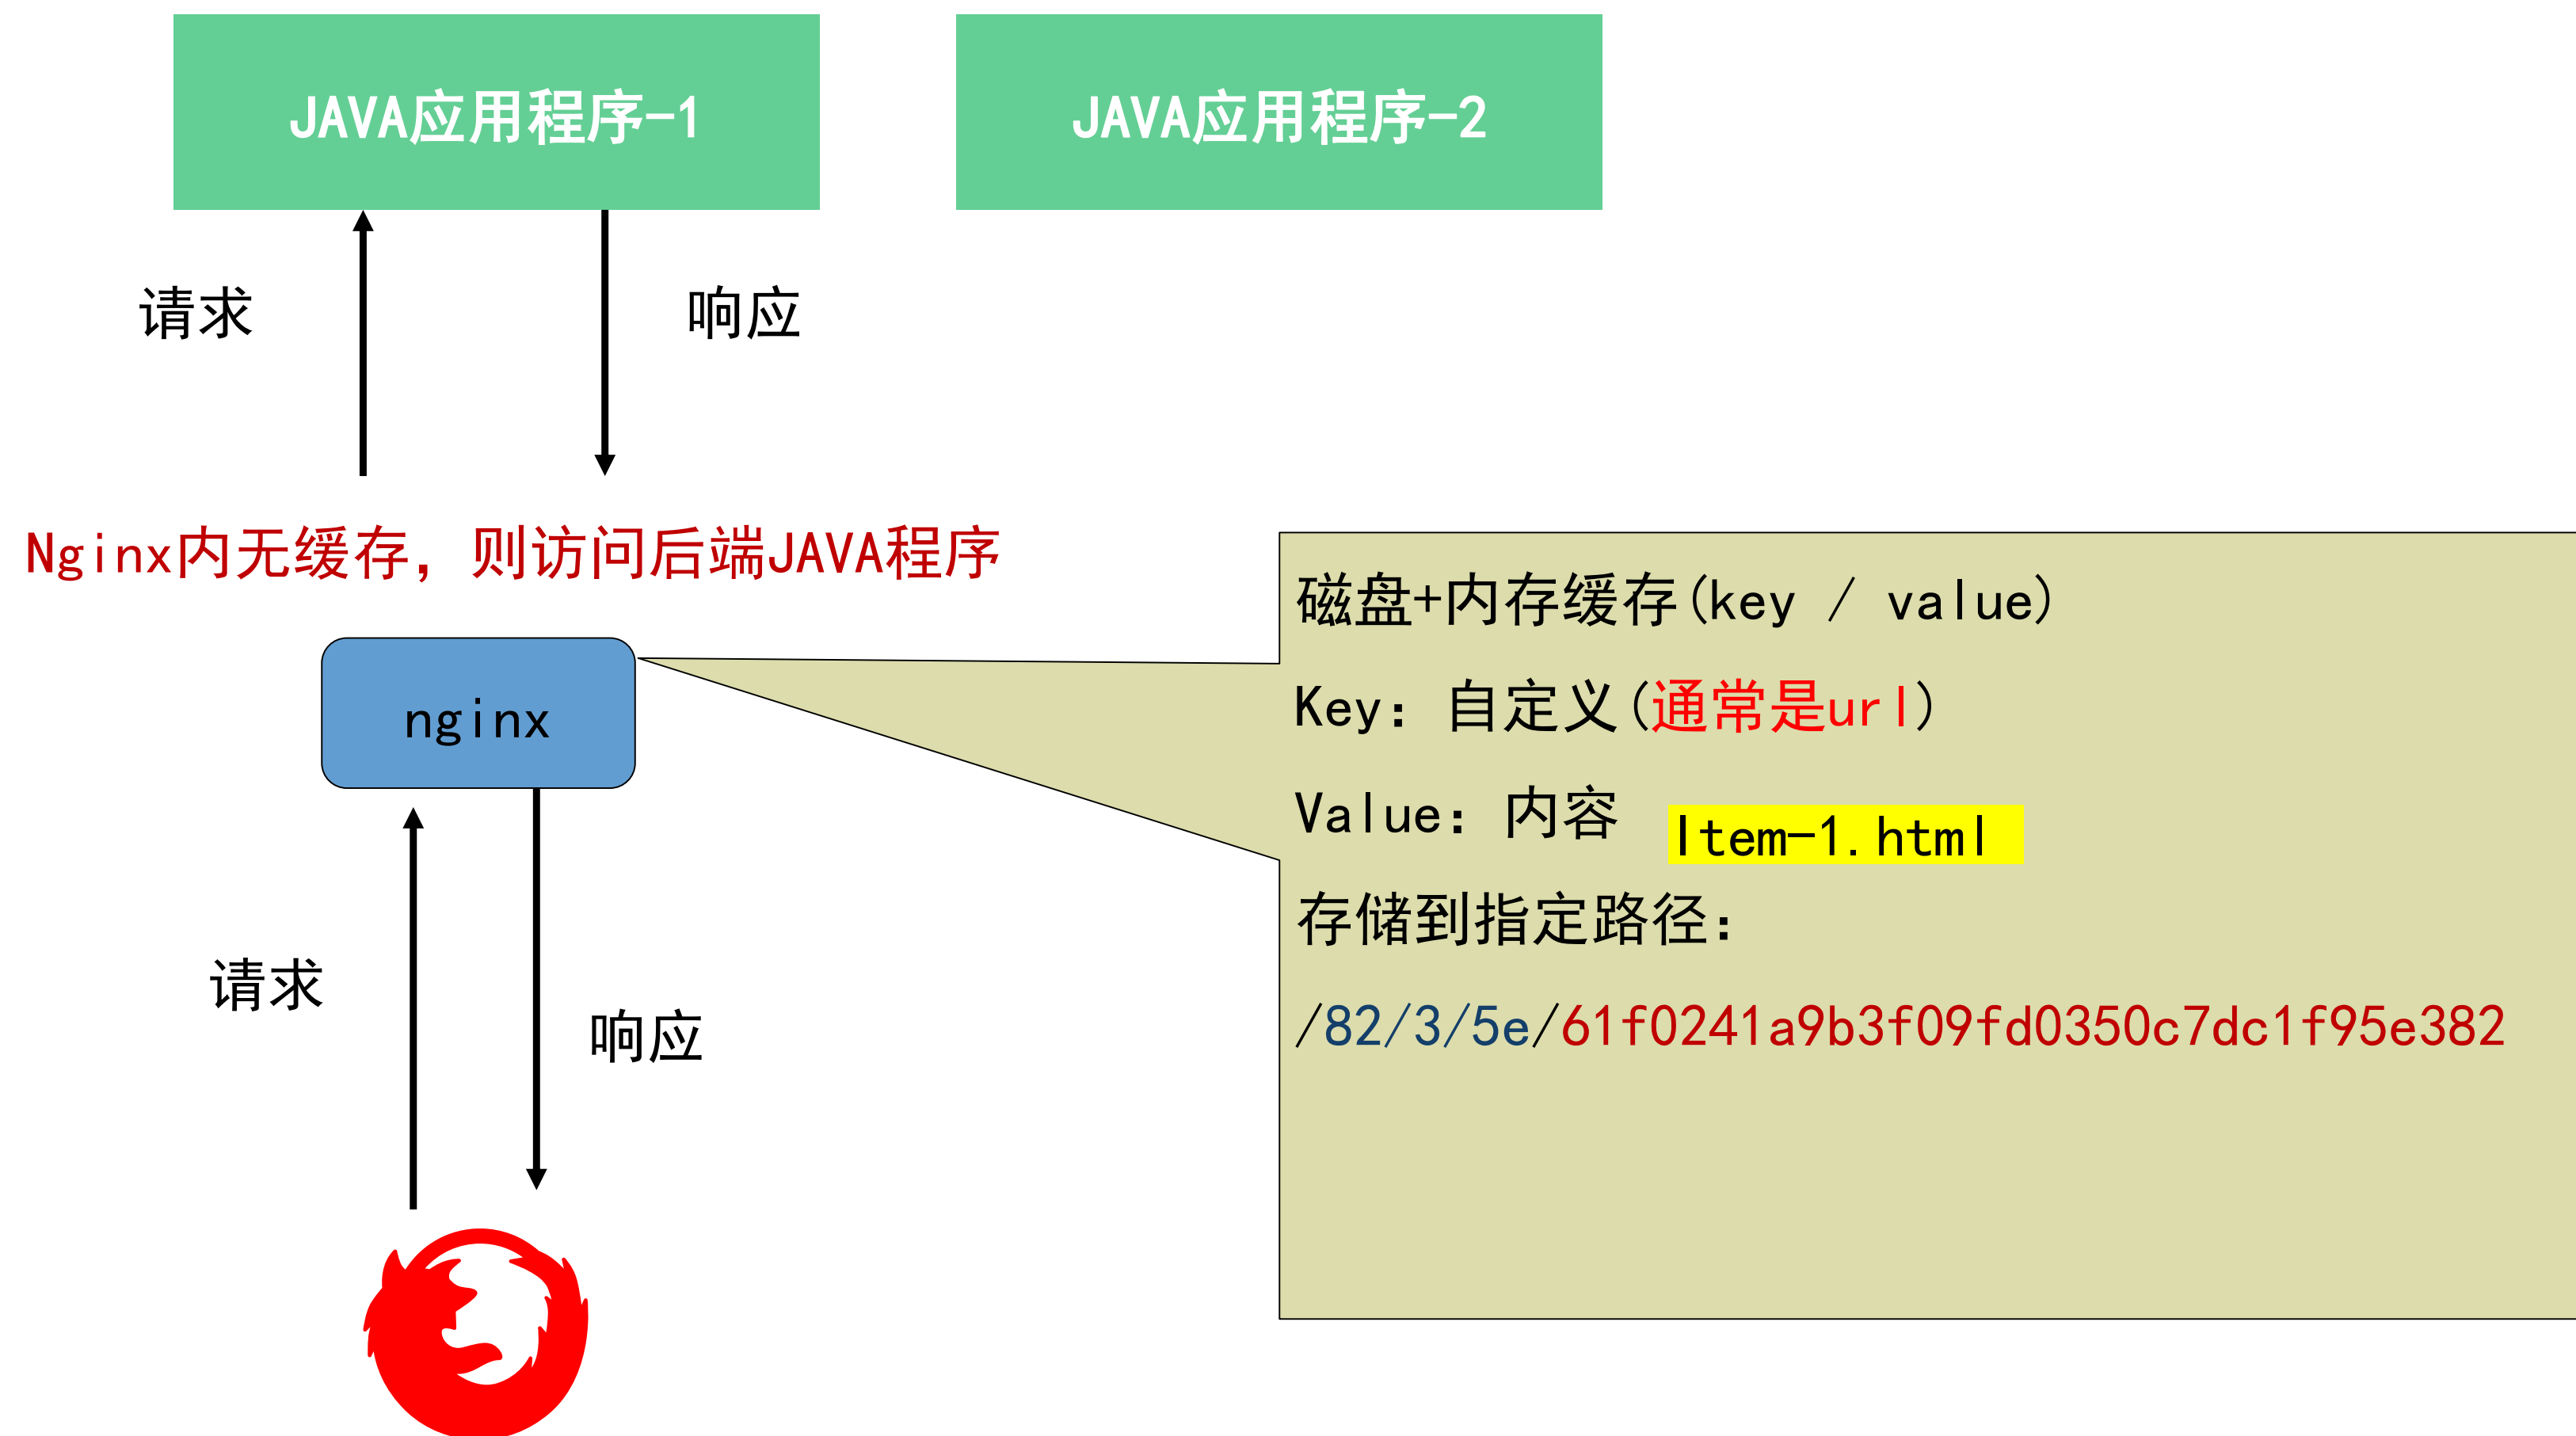 JAVA应用程序-1
JAVA应用程序-2
请求
响应
Nginx内无缓存，则访问后端JAVA程序
nginx
请求
响应
磁盘+内存缓存(key / value)
Key：自定义(通常是url)
Value：内容 Item-1.html
存储到指定路径：
/82/3/5e/61f0241a9b3f09fd0350c7dc1f95e382